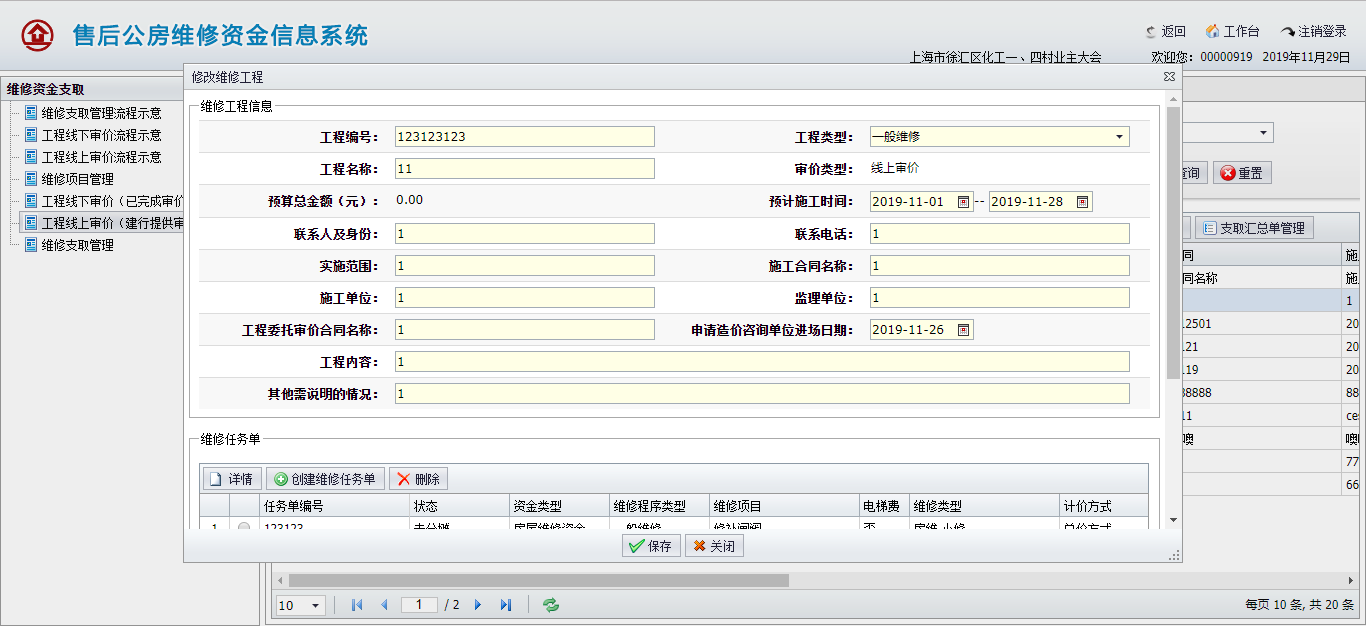 售后公房维修资金信息系统
返回 工作台 注销登录
上海市徐汇区化工一、四村业主大会 欢迎您: 00000919 2019年11月29日
维修资金支取
维修支取管理流程示意
工程线下审价流程示意
工程线上审价流程示意
维修项目管理
工程线下审价（已完成审价
工程线上审价（建行提供审
维修支取管理
修改维修工程
维修工程信息
工程编号: 123123123 工程类型: 一般维修
工程名称: 11 审价类型: 线上审价
预算总金额（元）: 0.00 预计施工时间: 2019-11-01 -- 2019-11-28
联系人及身份: 1 联系电话: 1
实施范围: 1 施工合同名称: 1
施工单位: 1 监理单位: 1
工程委托审价合同名称: 1 申请造价咨询单位进场日期: 2019-11-26
工程内容: 1
其他需说明的情况: 1
维修任务单
详情 创建维修任务单 删除
任务单编号 状态 资金类型 维修程序类型 维修项目 电梯费 维修类型 计价方式
1 123123
保存 关闭
查询 重置
支取汇总单管理
同 施
同名称 施
1
12501 20
121 20
119 20
88888 88
11 ce
噢 噢
77
66
10 1 / 2 每页 10 条, 共 20 条